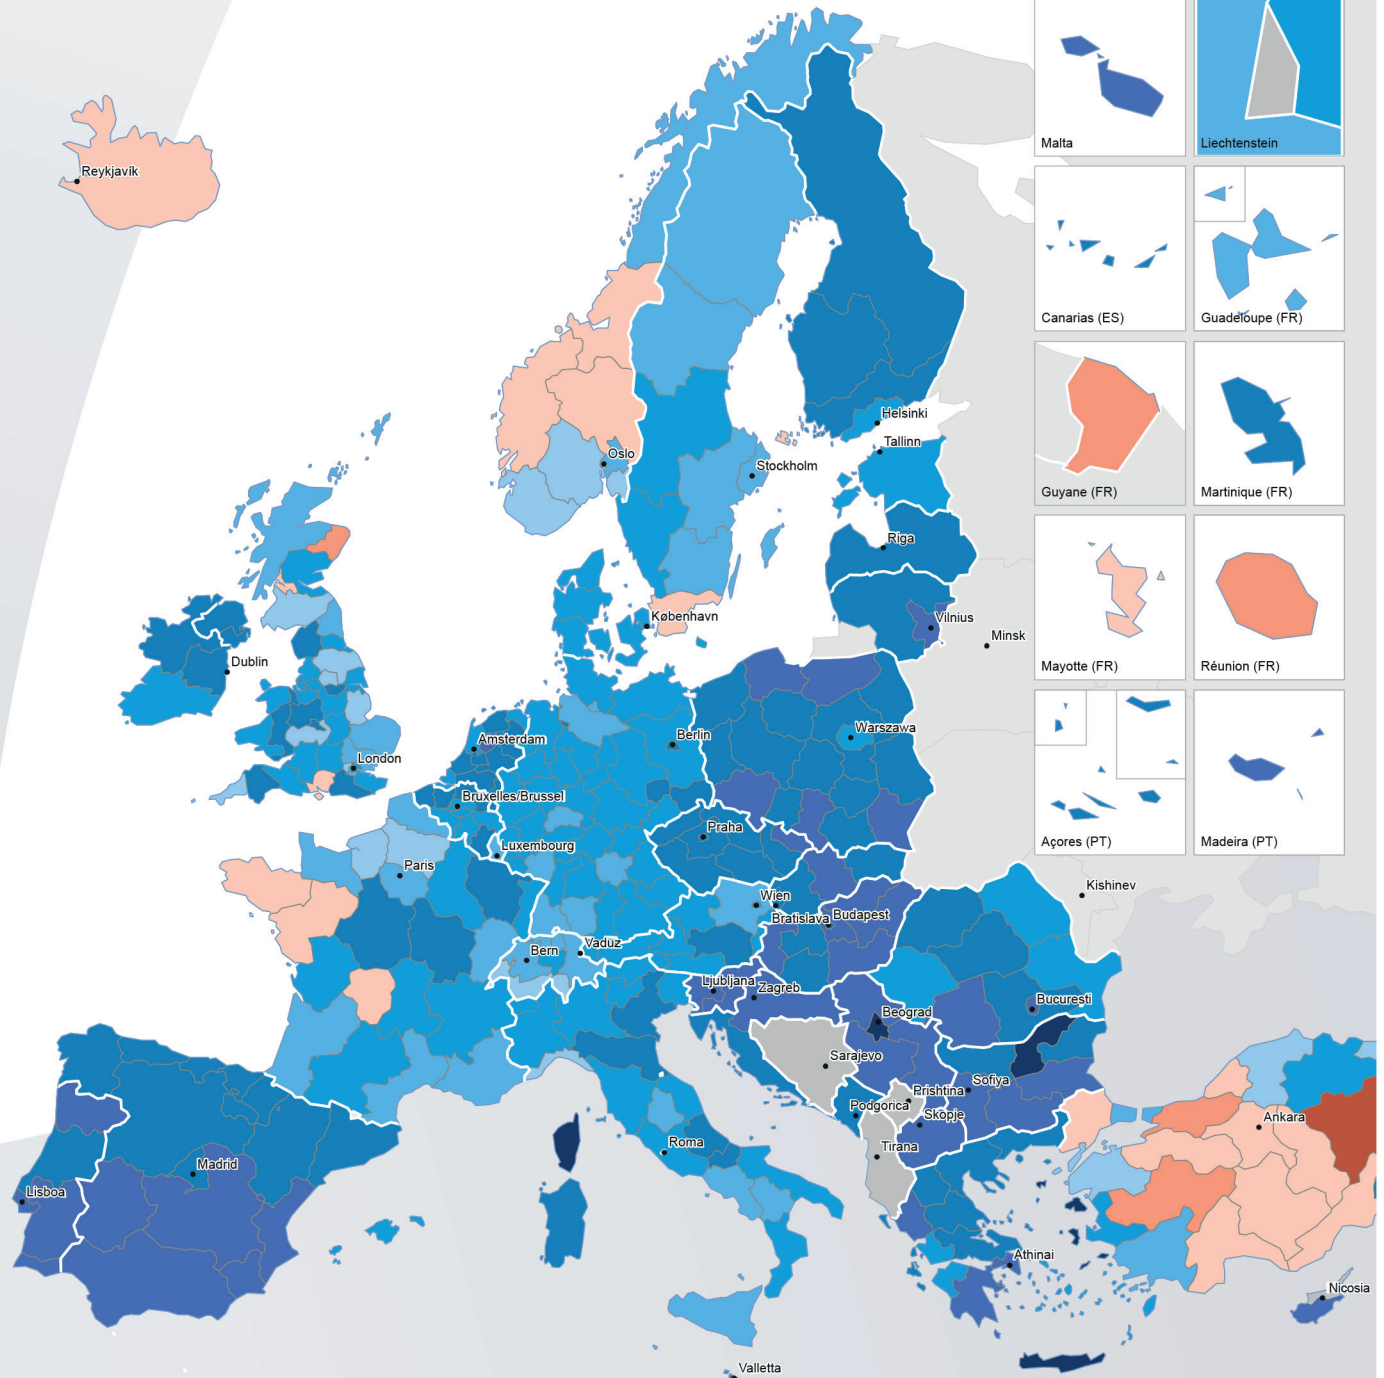 Malta
Liechtenstein
Reykjavík
Canarias (ES)
Guadeloupe (FR)
Helsinki
Tallinn
Oslo
Stockholm
Guyane (FR)
Martinique (FR)
Riga
København
Vilnius
Minsk
Dublin
Mayotte (FR)
Réunion (FR)
Amsterdam
Berlin
Warszawa
London
Bruxelles/Brussel
Praha
Luxembourg
Açores (PT)
Madeira (PT)
Paris
Kishinev
Wien
Bratislava
Budapest
Bern
Vaduz
Ljubljana
Zagreb
Bucuresti
Beograd
Sarajevo
Prishtina
Sofiya
Podgorica
Skopje
Ankara
Tirana
Roma
Madrid
Lisboa
Athinai
Nicosia
Valletta